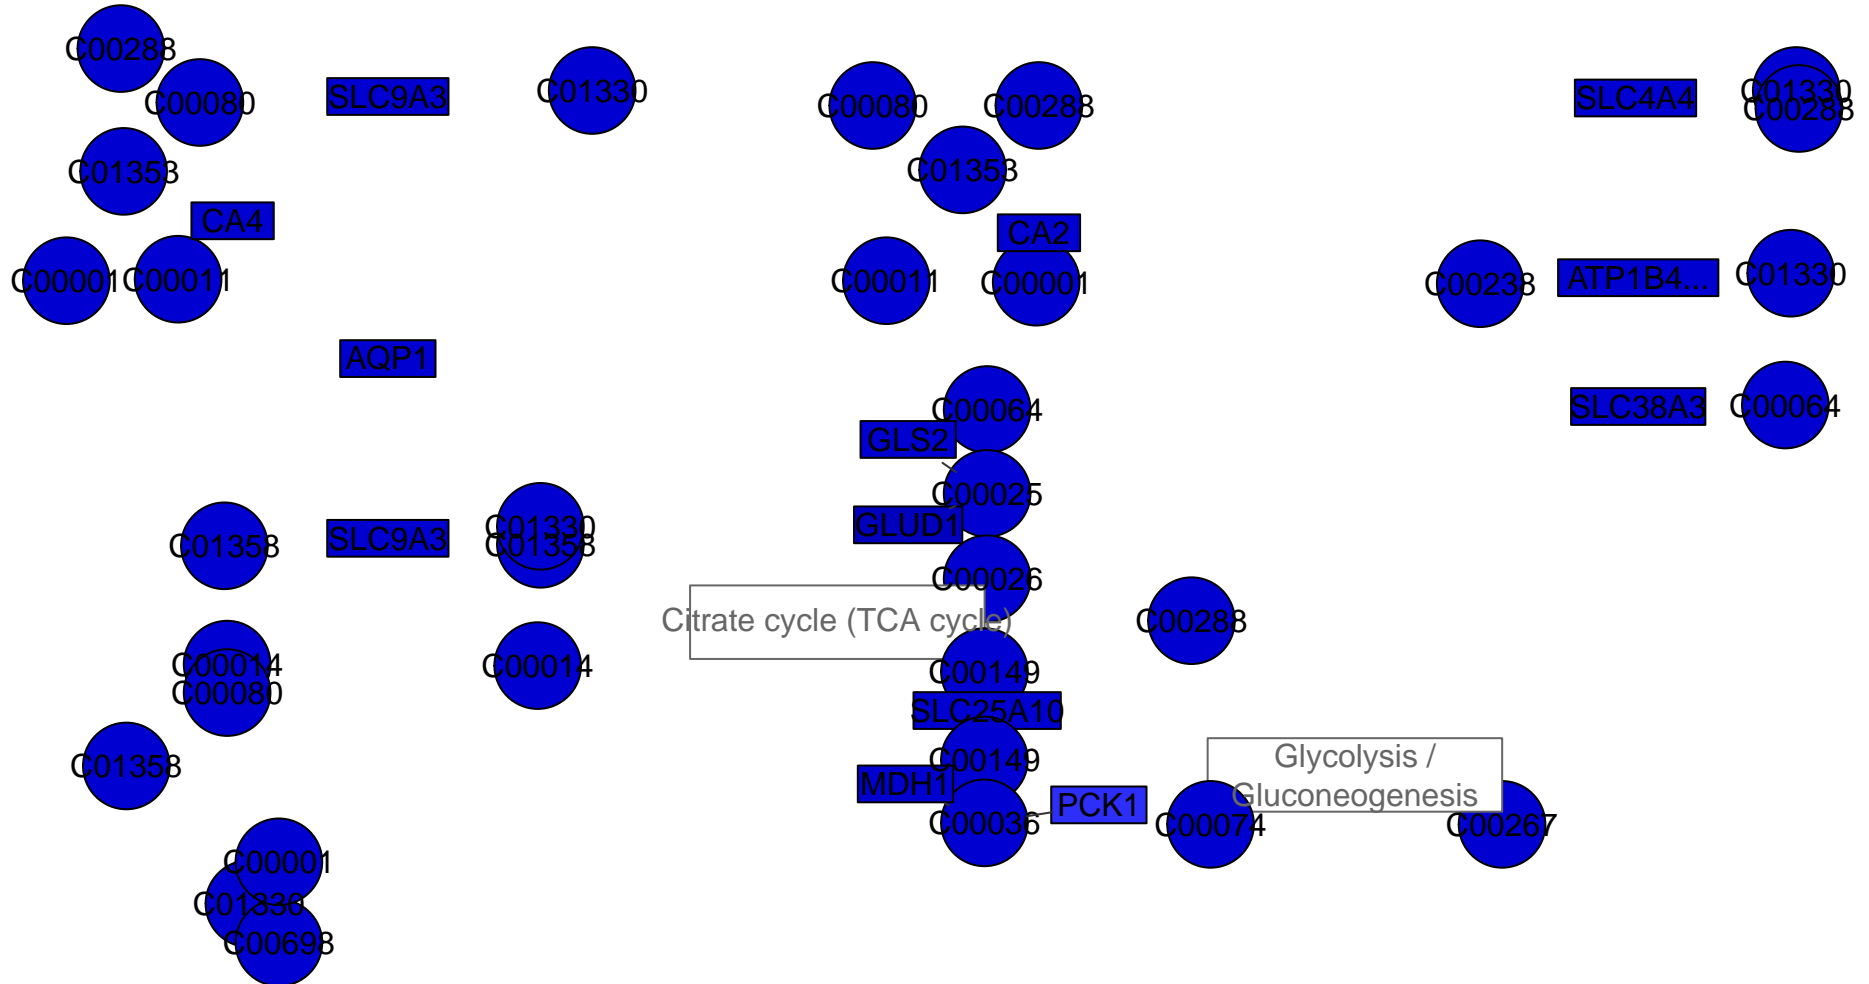 C00288
C00080
SLC9A3
C01330
C00080
C00288
SLC4A4
C01330
C00288
C01353
C01353
CA4
CA2
C00001
C00011
C00011
C00001
C00238
ATP1B4...
C01330
AQP1
C00064
SLC38A3
C00064
GLS2
C00025
GLUD1
C01358
SLC9A3
C01330
C01358
C00026
Citrate cycle (TCA cycle)
C00288
C00014
C00080
C00014
C00149
SLC25A10
C01358
C00149
Glycolysis /
Gluconeogenesis
MDH1
PCK1
C00036
C00074
C00267
C00001
C01330
C00698